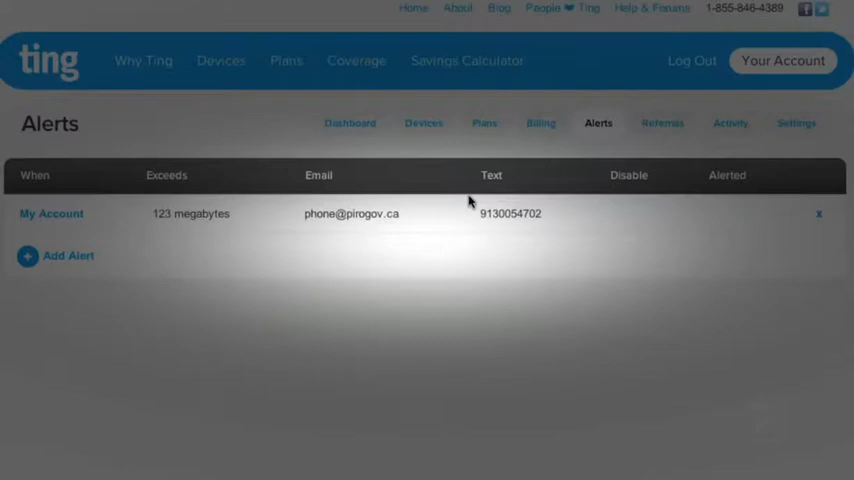 Home About Blog People ❤ Ting Help & Forums 1-855-846-4389
ting Why Ting Devices Plans Coverage Savings Calculator Log Out Your Account
Alerts Dashboard Devices Plans Billing Alerts Referrals Activity Settings
When Exceeds Email Text Disable Alerted
My Account 123 megabytes phone@pirogov.ca 9130054702 x
+ Add Alert